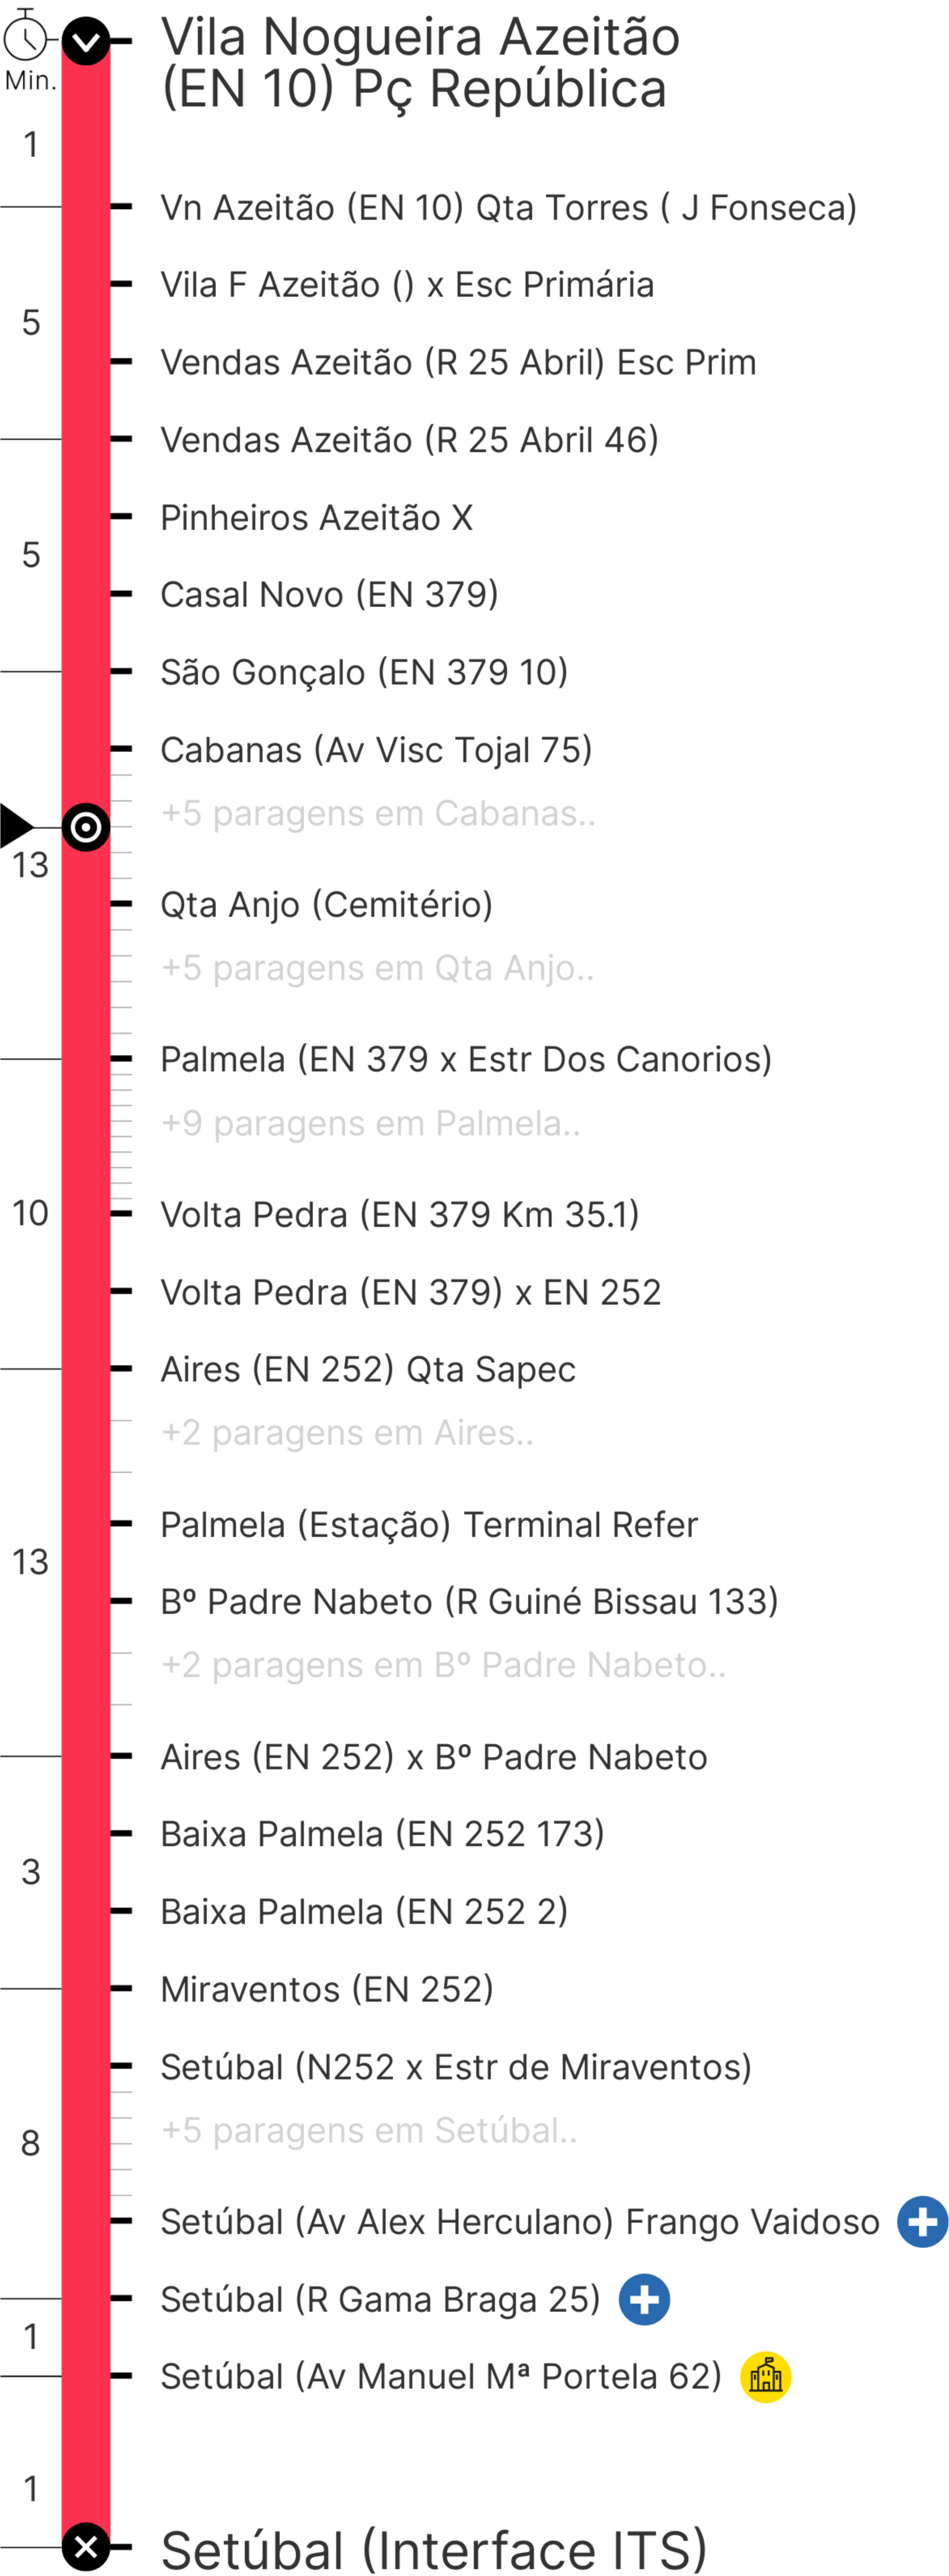 Min.
Vila Nogueira Azeitão
(EN 10) Pç República
1
Vn Azeitão (EN 10) Qta Torres ( J Fonseca)
Vila F Azeitão () x Esc Primária
5
Vendas Azeitão (R 25 Abril) Esc Prim
Vendas Azeitão (R 25 Abril 46)
Pinheiros Azeitão X
5
Casal Novo (EN 379)
São Gonçalo (EN 379 10)
Cabanas (Av Visc Tojal 75)
+5 paragens em Cabanas..
13
Qta Anjo (Cemitério)
+5 paragens em Qta Anjo..
Palmela (EN 379 x Estr Dos Canorios)
+9 paragens em Palmela..
10
Volta Pedra (EN 379 Km 35.1)
Volta Pedra (EN 379) x EN 252
Aires (EN 252) Qta Sapec
+2 paragens em Aires..
Palmela (Estação) Terminal Refer
13
Bº Padre Nabeto (R Guiné Bissau 133)
+2 paragens em Bº Padre Nabeto..
Aires (EN 252) x Bº Padre Nabeto
Baixa Palmela (EN 252 173)
3
Baixa Palmela (EN 252 2)
Miraventos (EN 252)
Setúbal (N252 x Estr de Miraventos)
+5 paragens em Setúbal..
8
Setúbal (Av Alex Herculano) Frango Vaidoso
Setúbal (R Gama Braga 25)
1
Setúbal (Av Manuel Mª Portela 62)
1
Setúbal (Interface ITS)